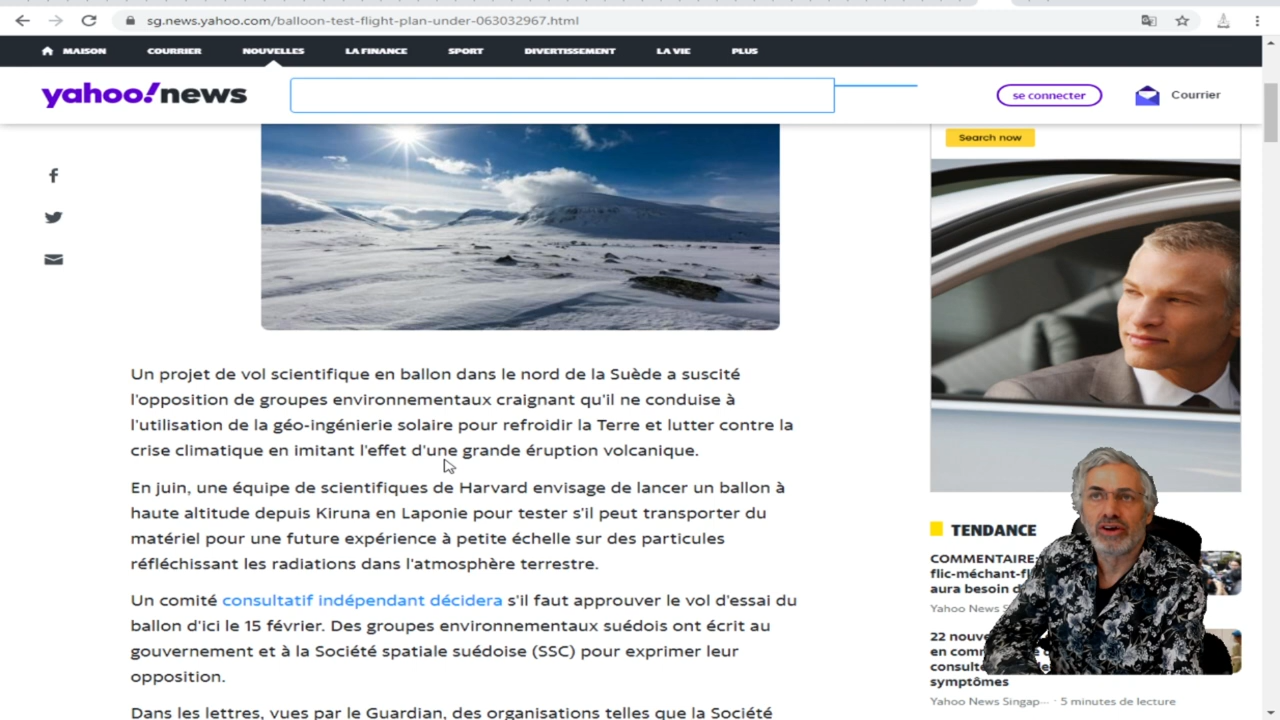 sg.news.yahoo.com/balloon-test-flight-plan-under-063032967.html
MAISON COURRIER NOUVELLES LA FINANCE SPORT DIVERTISSEMENT LA VIE PLUS
yahoo!news
se connecter
Courrier
Search now
Un projet de vol scientifique en ballon dans le nord de la Suède a suscité
l'opposition de groupes environnementaux craignant qu'il ne conduise à
l'utilisation de la géo-ingénierie solaire pour refroidir la Terre et lutter contre la
crise climatique en imitant l'effet d'une grande éruption volcanique.
En juin, une équipe de scientifiques de Harvard envisage de lancer un ballon à
haute altitude depuis Kiruna en Laponie pour tester s'il peut transporter du
matériel pour une future expérience à petite échelle sur des particules
réfléchissant les radiations dans l'atmosphère terrestre.
Un comité consultatif indépendant décidera s'il faut approuver le vol d'essai du
ballon d'ici le 15 février. Des groupes environnementaux suédois ont écrit au
gouvernement et à la Société spatiale suédoise (SSC) pour exprimer leur
opposition.
Dans les lettres, vues par le Guardian, des organisations telles que la Société
TENDANCE
COMMENTAIRE:
flic-méchant-fl
aura besoin d
Yahoo News S
22 nouve
en com
consulte
symptômes
Yahoo News Singap... · 5 minutes de lecture